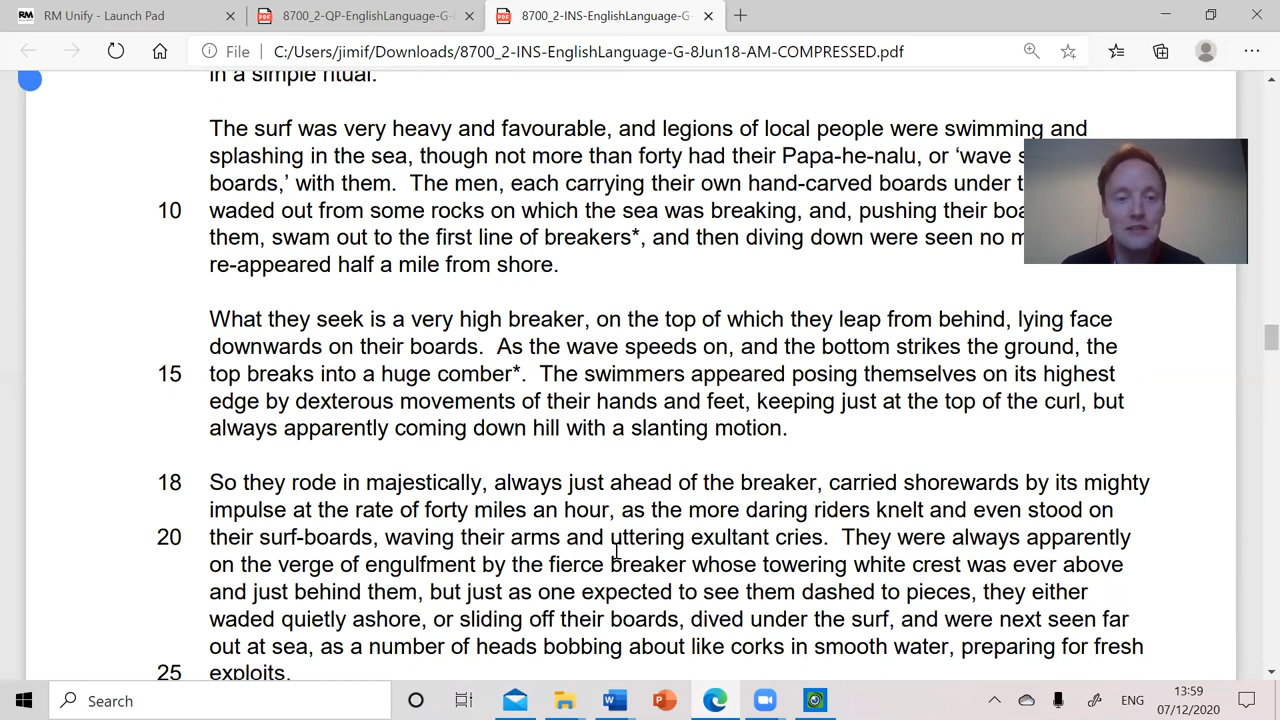 RM Unify - Launch Pad
8700_2-QP-EnglishLanguage-G-
8700_2-INS-EnglishLanguage-G-
File C:/Users/jimif/Downloads/8700_2-INS-EnglishLanguage-G-8Jun18-AM-COMPRESSED.pdf
in a simple ritual.
The surf was very heavy and favourable, and legions of local people were swimming and
splashing in the sea, though not more than forty had their Papa-he-nalu, or ‘wave s
boards,’ with them. The men, each carrying their own hand-carved boards under t
10 waded out from some rocks on which the sea was breaking, and, pushing their boa
them, swam out to the first line of breakers*, and then diving down were seen no m
re-appeared half a mile from shore.
What they seek is a very high breaker, on the top of which they leap from behind, lying face
downwards on their boards. As the wave speeds on, and the bottom strikes the ground, the
15 top breaks into a huge comber*. The swimmers appeared posing themselves on its highest
edge by dexterous movements of their hands and feet, keeping just at the top of the curl, but
always apparently coming down hill with a slanting motion.
18 So they rode in majestically, always just ahead of the breaker, carried shorewards by its mighty
impulse at the rate of forty miles an hour, as the more daring riders knelt and even stood on
20 their surf-boards, waving their arms and uttering exultant cries. They were always apparently
on the verge of engulfment by the fierce breaker whose towering white crest was ever above
and just behind them, but just as one expected to see them dashed to pieces, they either
waded quietly ashore, or sliding off their boards, dived under the surf, and were next seen far
out at sea, as a number of heads bobbing about like corks in smooth water, preparing for fresh
25 exploits.
Search
ENG
13:59
07/12/2020